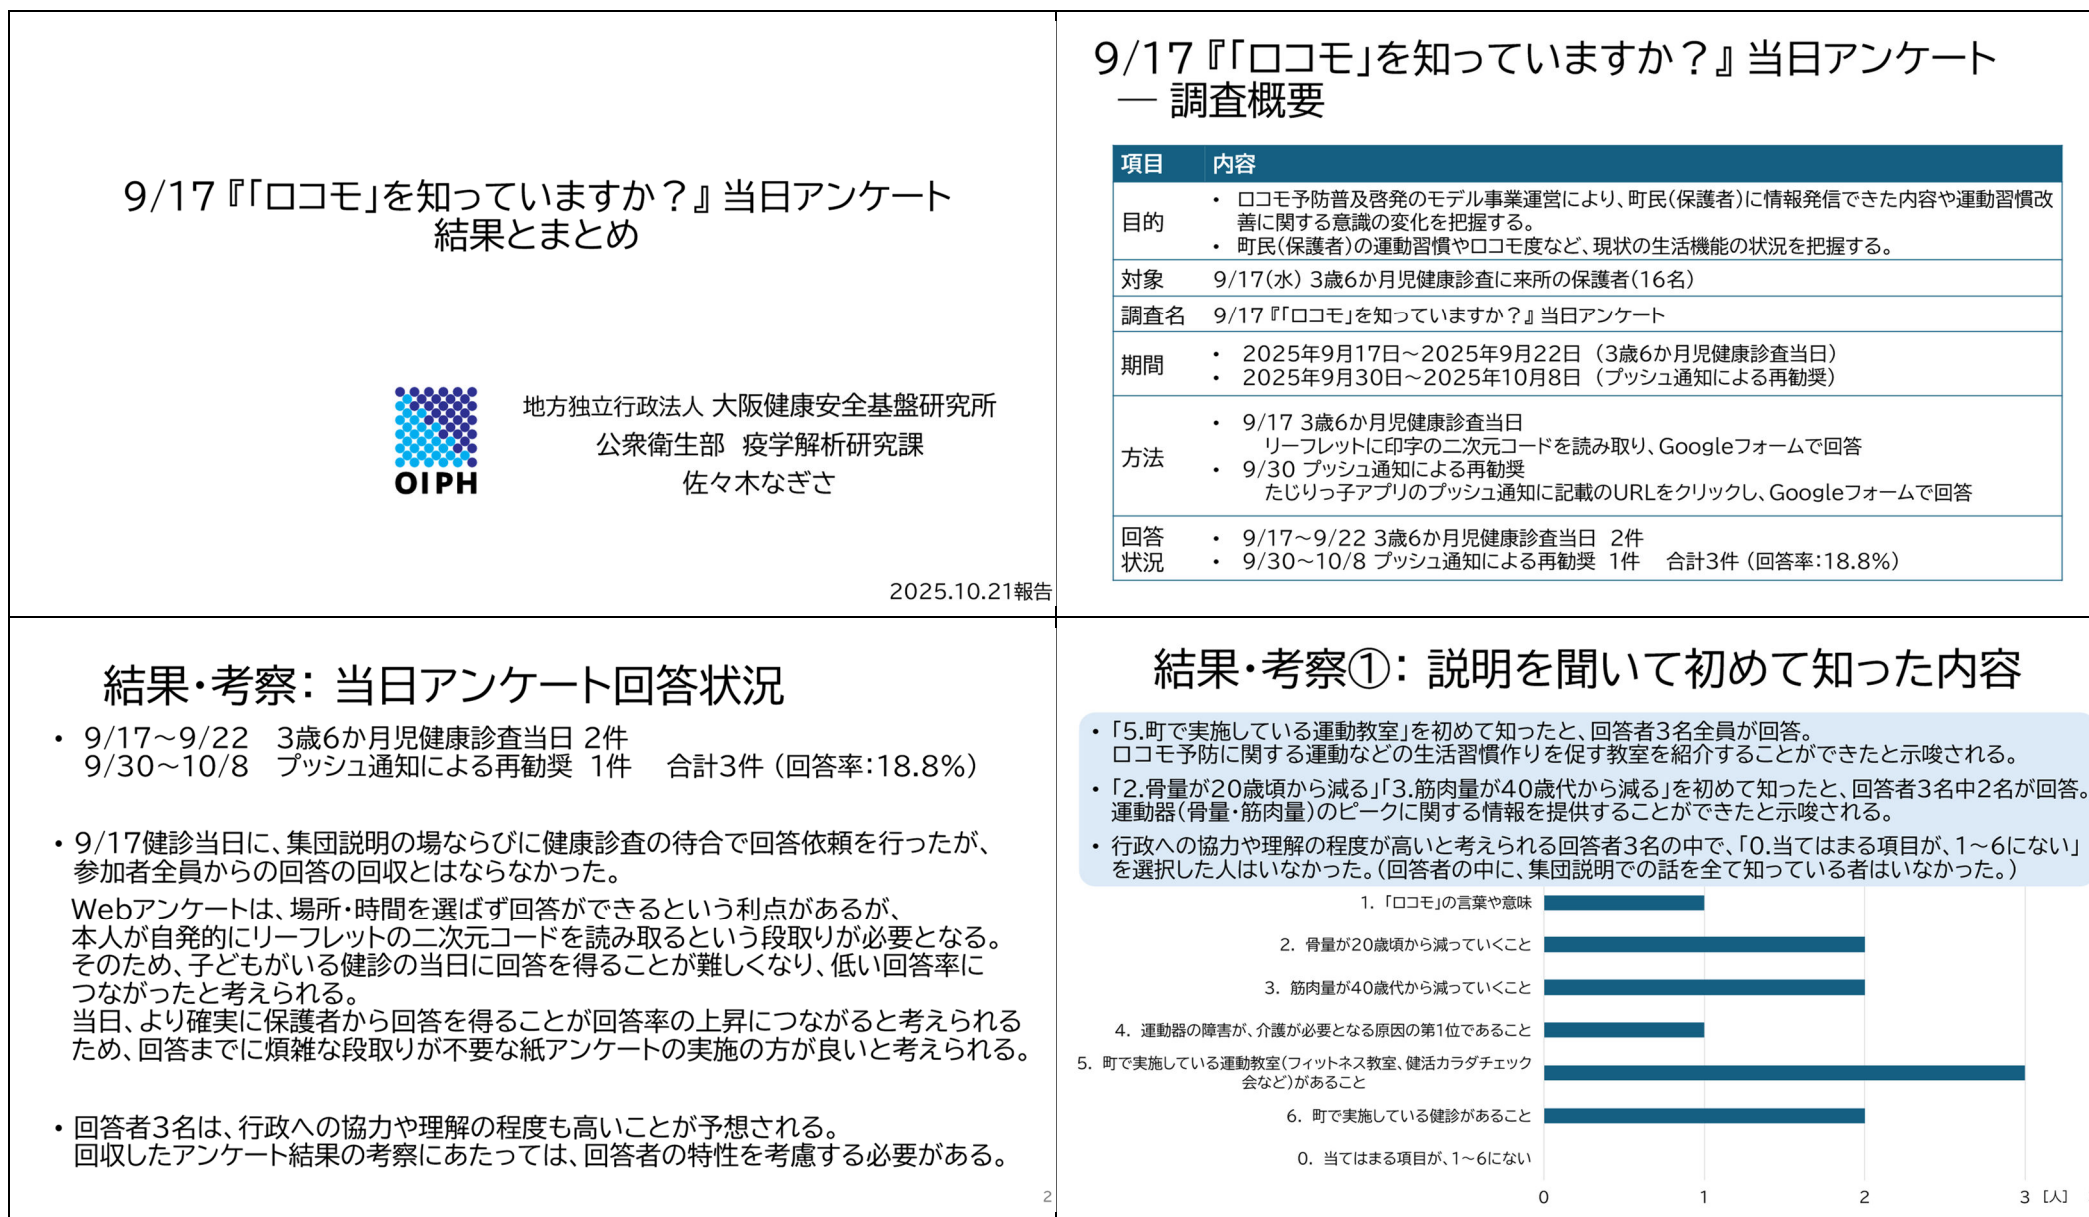 9/17『「ロコモ」を知っていますか？』 当日アンケート
結果とまとめ
OIPH
地方独立行政法人 大阪健康安全基盤研究所
公衆衛生部 疫学解析研究課
佐々木なぎさ
2025.10.21報告
9/17『「ロコモ」を知っていますか？』 当日アンケート
― 調査概要
項目 内容
目的
• ロコモ予防普及啓発のモデル事業運営により、町民（保護者）に情報発信できた内容や運動習慣改
善に関する意識の変化を把握する。
• 町民（保護者）の運動習慣やロコモ度など、現状の生活機能の状況を把握する。
対象 9/17（水） 3歳6か月児健康診査に来所の保護者（16名）
調査名 9/17『「ロコモ」を知っていますか？』 当日アンケート
期間
• 2025年9月17日～2025年9月22日 （3歳6か月児健康診査当日）
• 2025年9月30日～2025年10月8日 （プッシュ通知による再勧奨）
方法
• 9/17 3歳6か月児健康診査当日
リーフレットに印字の二次元コードを読み取り、Googleフォームで回答
• 9/30 プッシュ通知による再勧奨
たじりっ子アプリのプッシュ通知に記載のURLをクリックし、Googleフォームで回答
回答
状況
• 9/17～9/22 3歳6か月児健康診査当日 2件
• 9/30～10/8 プッシュ通知による再勧奨 1件 合計3件 （回答率：18.8%）
結果・考察： 当日アンケート回答状況
• 9/17～9/22 3歳6か月児健康診査当日 2件
9/30～10/8 プッシュ通知による再勧奨 1件 合計3件 （回答率：18.8%）
• 9/17健診当日に、集団説明の場ならびに健康診査の待合で回答依頼を行ったが、
参加者全員からの回答の回収とはならなかった。
Webアンケートは、場所・時間を選ばず回答ができるという利点があるが、
本人が自発的にリーフレットの二次元コードを読み取るという段取りが必要となる。
そのため、子どもがいる健診の当日に回答を得ることが難しくなり、低い回答率に
つながったと考えられる。
当日、より確実に保護者から回答を得ることが回答率の上昇につながると考えられる
ため、回答までに煩雑な段取りが不要な紙アンケートの実施の方が良いと考えられる。
• 回答者3名は、行政への協力や理解の程度も高いことが予想される。
回収したアンケート結果の考察にあたっては、回答者の特性を考慮する必要がある。
2
結果・考察①： 説明を聞いて初めて知った内容
• 「5.町で実施している運動教室」を初めて知ったと、回答者3名全員が回答。
ロコモ予防に関する運動などの生活習慣作りを促す教室を紹介することができたと示唆される。
• 「2.骨量が20歳頃から減る」「3.筋肉量が40歳代から減る」を初めて知ったと、回答者3名中2名が回答。
運動器（骨量・筋肉量）のピークに関する情報を提供することができたと示唆される。
• 行政への協力や理解の程度が高いと考えられる回答者3名の中で、「0.当てはまる項目が、1～6にない」
を選択した人はいなかった。（回答者の中に、集団説明での話を全て知っている者はいなかった。）
1. 「ロコモ」の言葉や意味
2. 骨量が20歳頃から減っていくこと
3. 筋肉量が40歳代から減っていくこと
4. 運動器の障害が、介護が必要となる原因の第1位であること
5. 町で実施している運動教室（フィットネス教室、健活カラダチェック
会など）があること
6. 町で実施している健診があること
0. 当てはまる項目が、1～6にない
0 1 2 3 ［人］